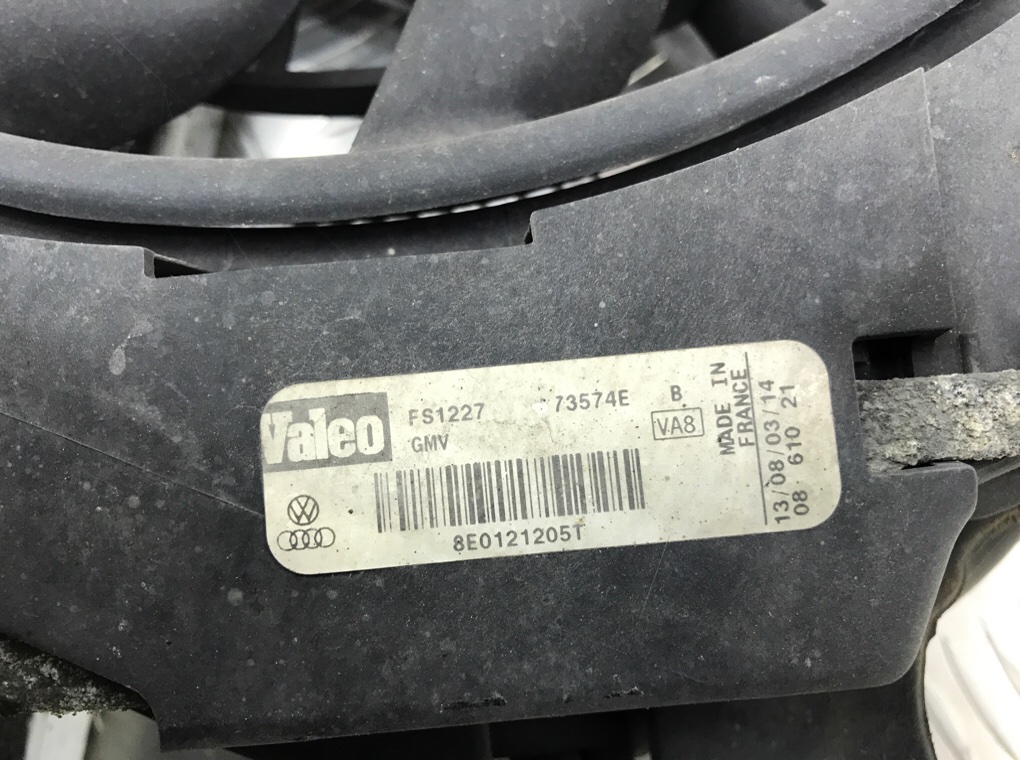 Valeo
FS1227 73574E B.
GMV VA8
8E0121205T
MADE IN
FRANCE
13/08/03/14
08 610 21